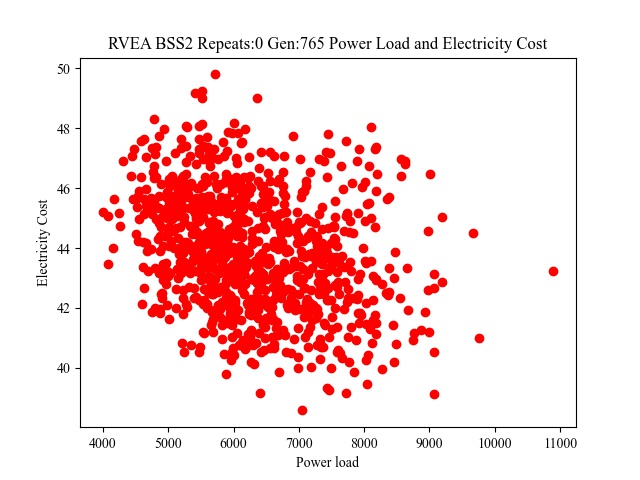 RVEA BSS2 Repeats:0 Gen:765 Power Load and Electricity Cost
50
48
46
44
42
40
Electricity Cost
4000 5000 6000 7000 8000 9000 10000 11000
Power load